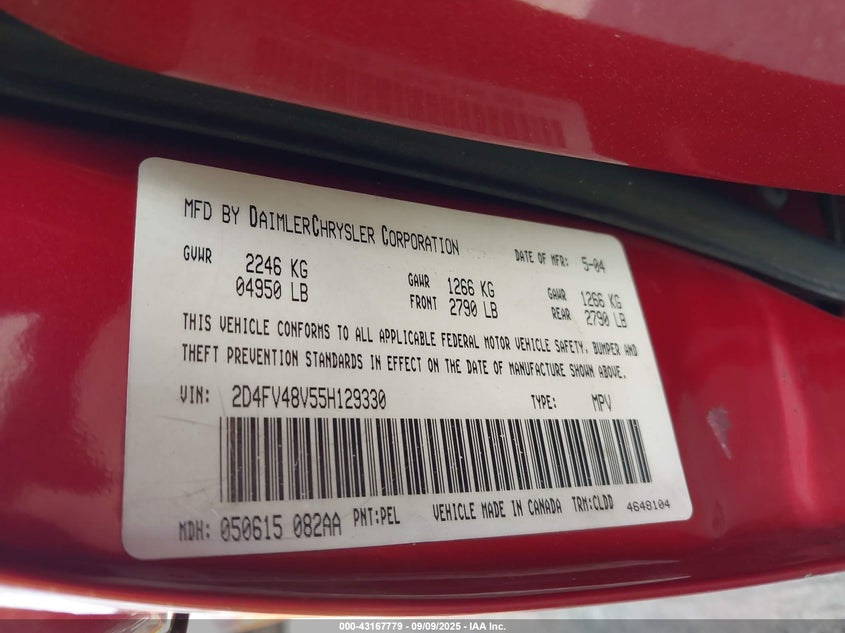 MFD BY DAIMLERCHRYSLER CORPORATION DATE OF MFR: 5-04
GVWR 2246 KG GAWR 1266 KG GAWR 1266 KG
04950 LB FRONT 2790 LB REAR 2790 LB
THIS VEHICLE CONFORMS TO ALL APPLICABLE FEDERAL MOTOR VEHICLE SAFETY, BUMPER AND
THEFT PREVENTION STANDARDS IN EFFECT ON THE DATE OF MANUFACTURE SHOWN ABOVE.
VIN: 2D4FV48V55H129330 TYPE: MPV
MDH: 050615 082AA PNT:PEL VEHICLE MADE IN CANADA TRM:CLDD 4648104
000-43167779 - 09/09/2025 - IAA Inc.